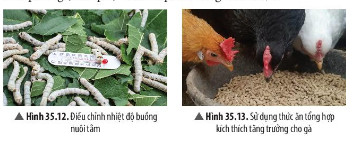 ▲ Hình 35.12. Điều chỉnh nhiệt độ buồng
nuôi tằm
▲ Hình 35.13. Sử dụng thức ăn tổng hợp
kích thích tăng trưởng cho gà